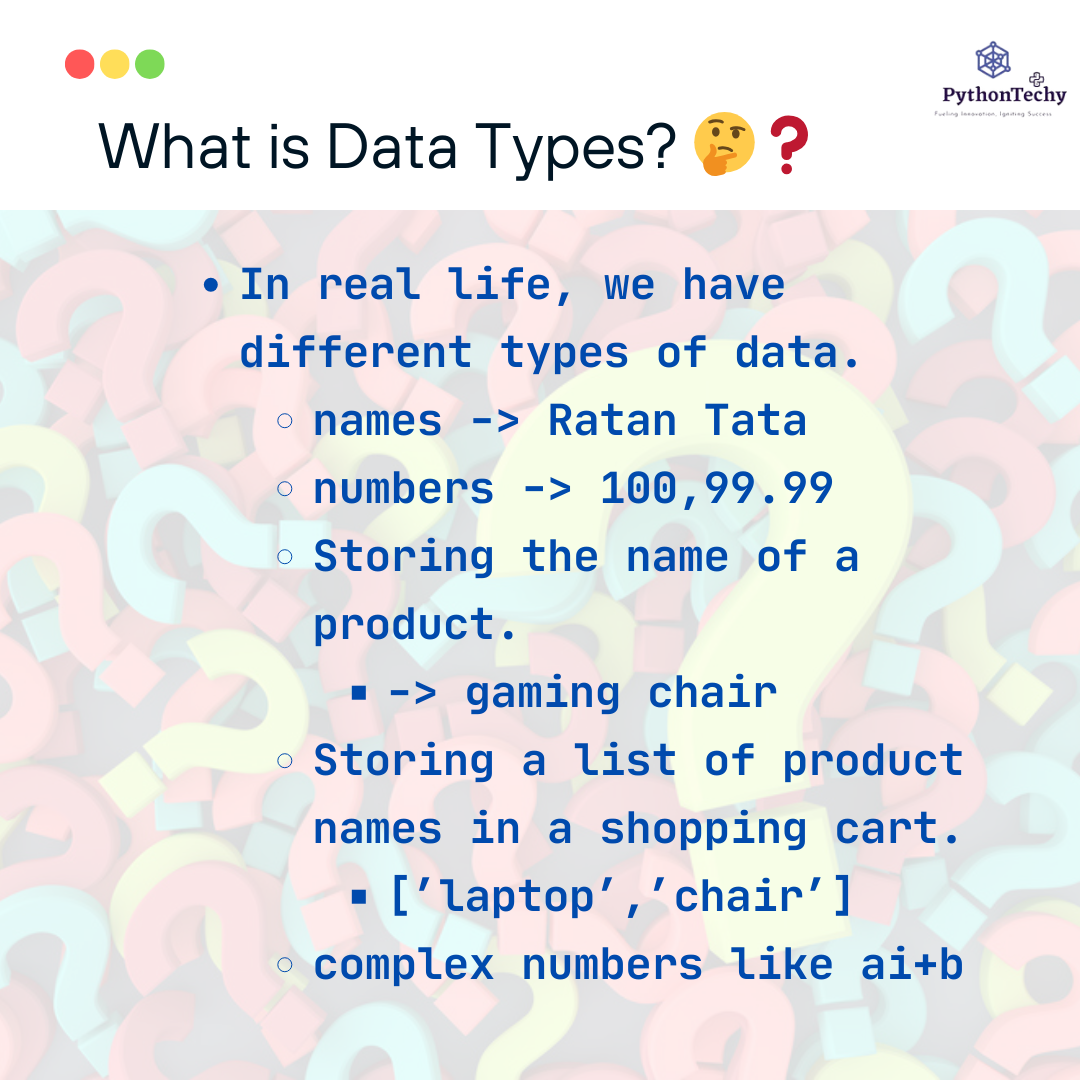 PythonTechy
Fueling Innovation, Igniting Success
What is Data Types? 🤔❓
• In real life, we have
different types of data.
○ names -> Ratan Tata
○ numbers -> 100,99.99
○ Storing the name of a
product.
▪ -> gaming chair
○ Storing a list of product
names in a shopping cart.
▪ [’laptop’,’chair’]
○ complex numbers like ai+b